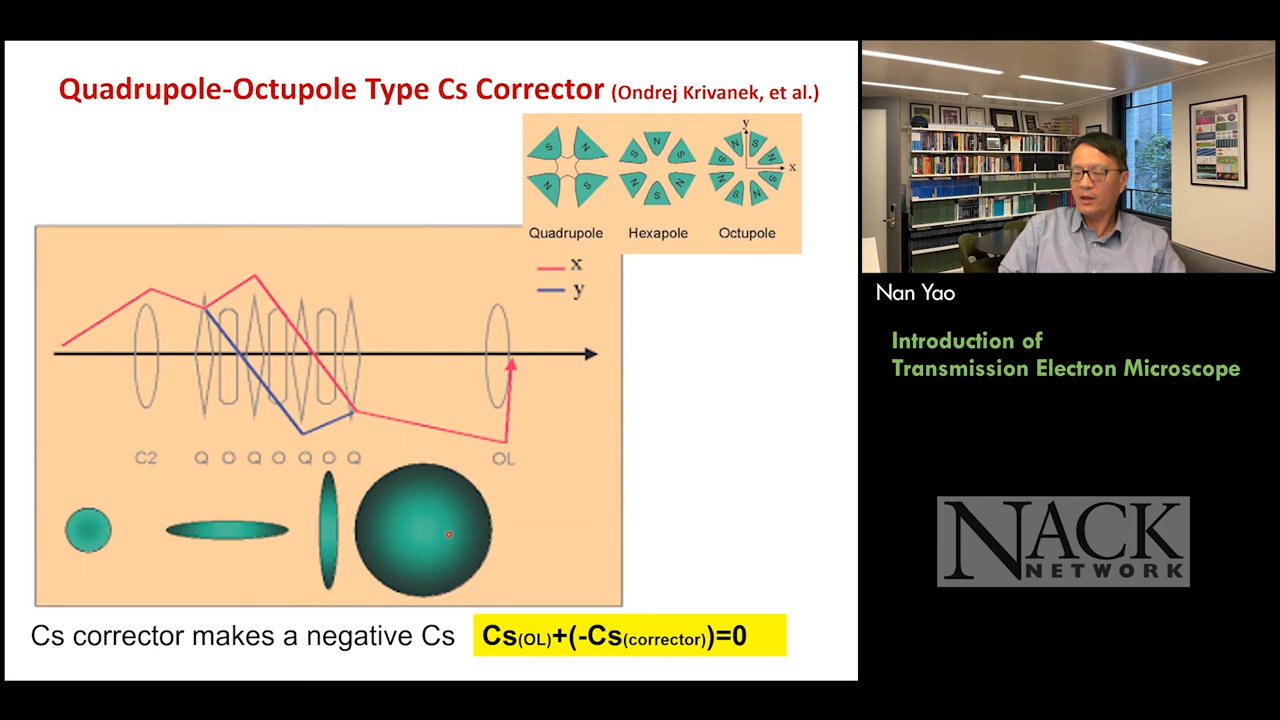 Quadrupole-Octupole Type Cs Corrector (Ondrej Krivanek, et al.)
y
S N N S N
S S N N
x
N S N N S S
S S N
Quadrupole Hexapole Octupole
x
y
C2 Q O Q O Q O Q OL
Cs corrector makes a negative Cs
Cs(OL)+(-Cs(corrector))=0
Nan Yao
Introduction of
Transmission Electron Microscope
NACK
NETWORK